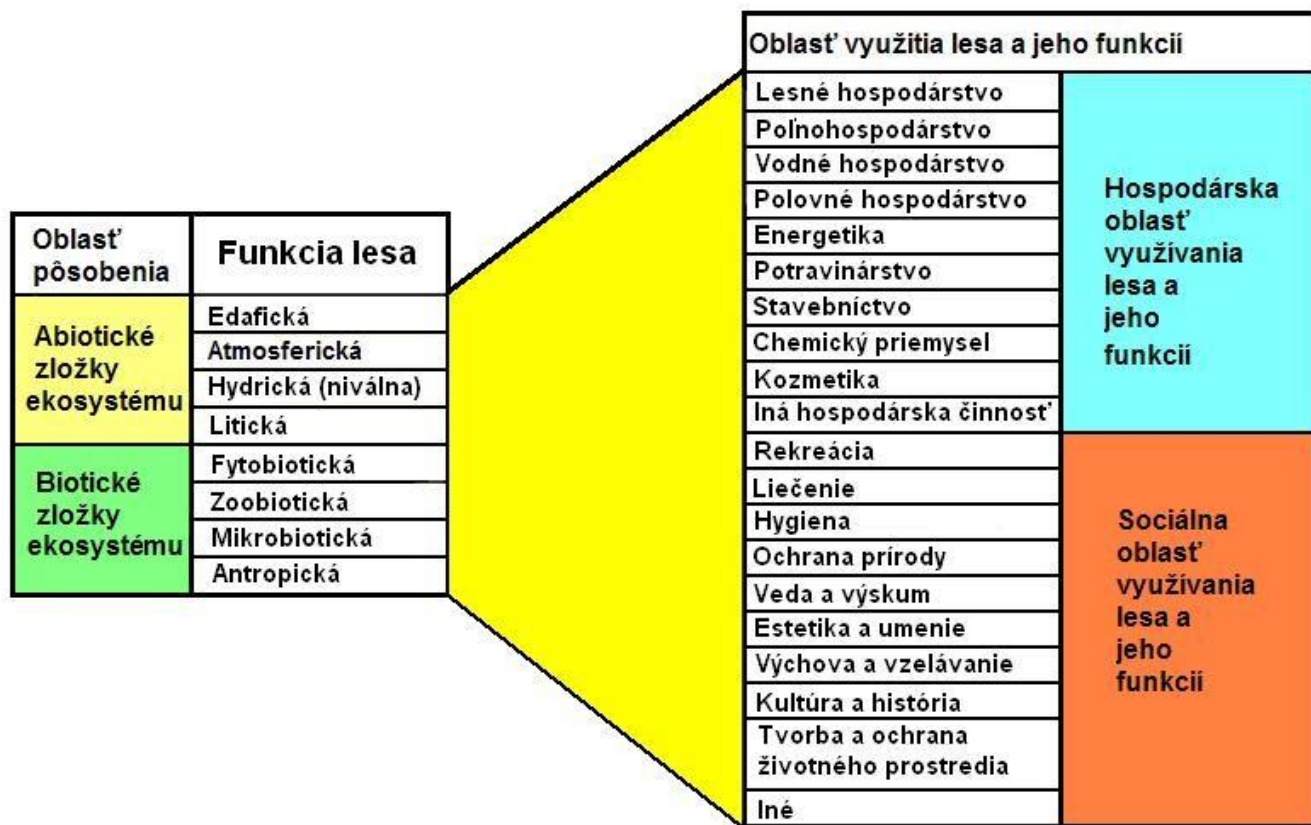 Oblasť
pôsobenia
Funkcia lesa
Abiotické
zložky
ekosystému
Edafická
Atmosferická
Hydrická (niválna)
Litická
Biotické
zložky
ekosystému
Fytobiotická
Zoobiotická
Mikrobiotická
Antropická
Oblasť využitia lesa a jeho funkcií
Lesné hospodárstvo
Poľnohospodárstvo
Vodné hospodárstvo
Polovné hospodárstvo
Energetika
Potravinárstvo
Stavebníctvo
Chemický priemysel
Kozmetika
Iná hospodárska činnosť
Hospodárska
oblasť
využívania
lesa a
jeho
funkcií
Rekreácia
Liečenie
Hygiena
Ochrana prírody
Veda a výskum
Estetika a umenie
Výchova a vzelávanie
Kultúra a história
Tvorba a ochrana
životného prostredia
Iné
Sociálna
oblasť
využívania
lesa a
jeho
funkcií